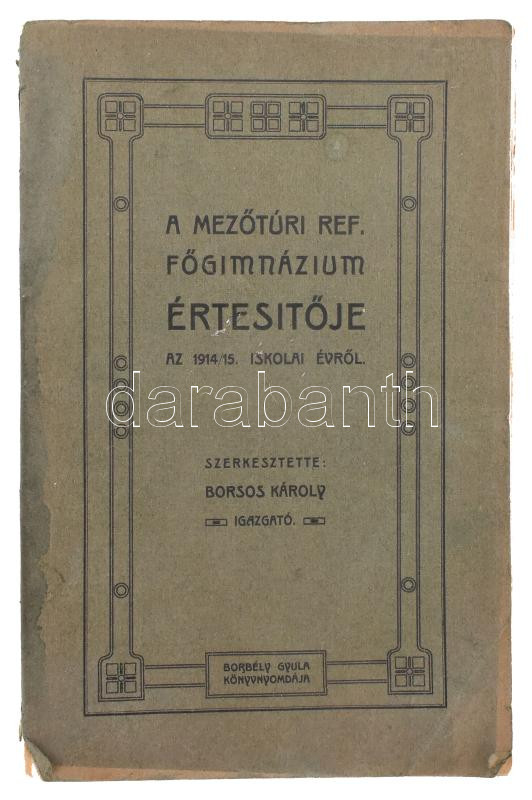 A MEZŐTÚRI REF.
FŐGIMNÁZIUM
ÉRTESITŐJE
AZ 1914/15. ISKOLAI ÉVRŐL.
darabanth
SZERKESZTETTE:
BORSOS KÁROLY
IGAZGATÓ.
BORBÉLY GYULA
KÖNYVNYOMDÁJA